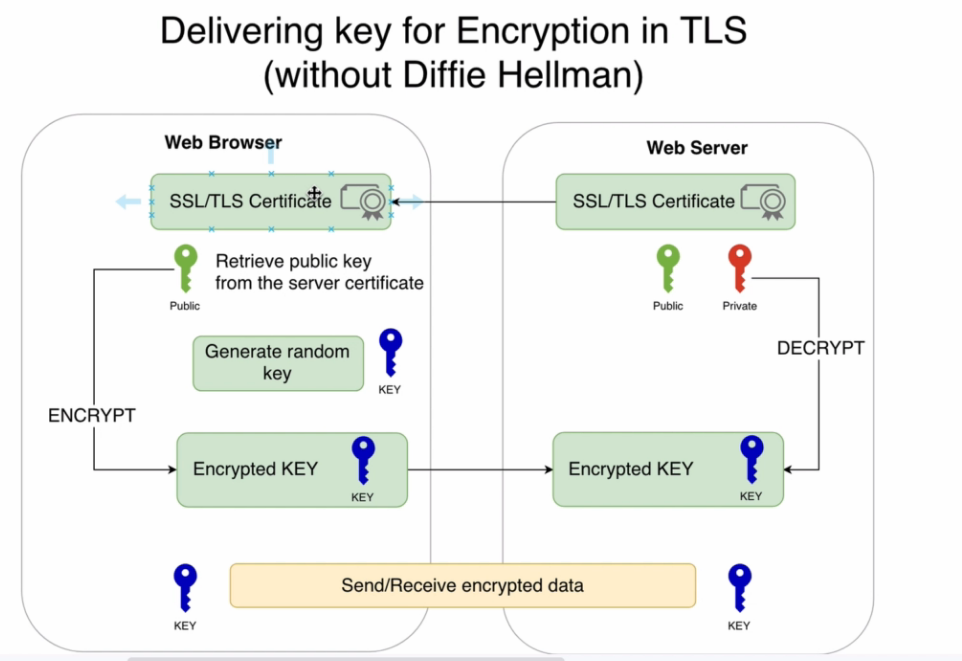 Delivering key for Encryption in TLS
(without Diffie Hellman)
Web Browser
Web Server
SSL/TLS Certificate
SSL/TLS Certificate
Retrieve public key
from the server certificate
Public
Public
Private
Generate random
key
KEY
DECRYPT
ENCRYPT
Encrypted KEY
KEY
Encrypted KEY
KEY
Send/Receive encrypted data
KEY
KEY